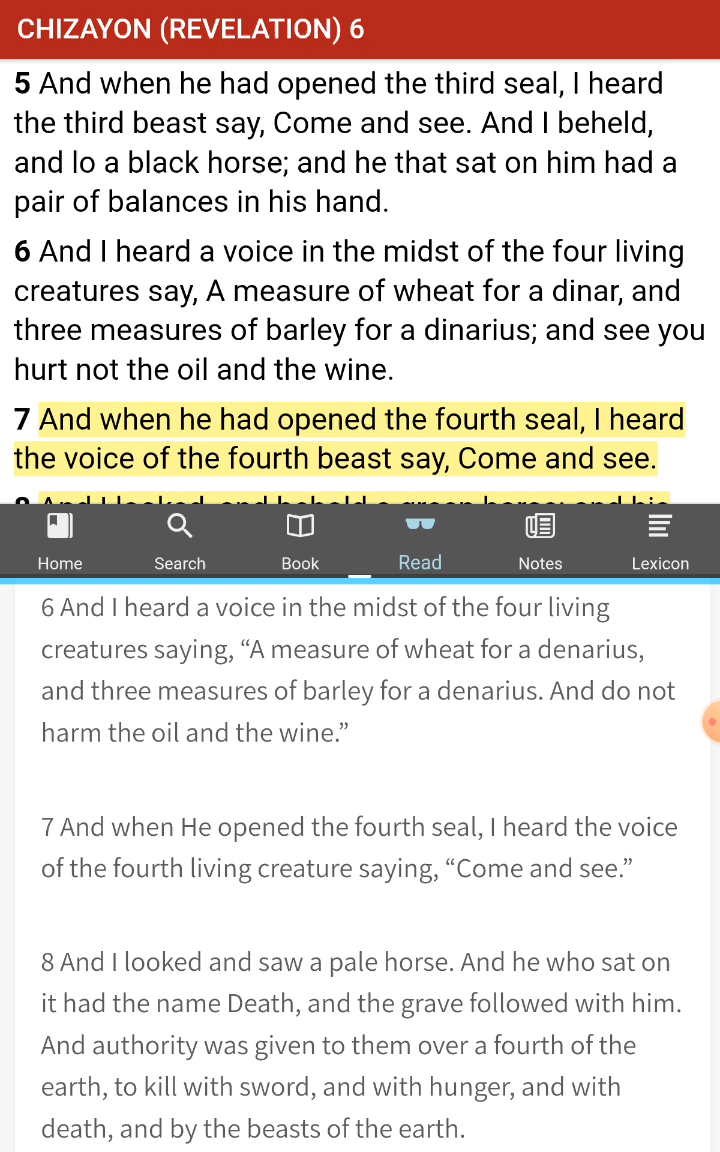 CHIZAYON (REVELATION) 6
5 And when he had opened the third seal, I heard
the third beast say, Come and see. And I beheld,
and lo a black horse; and he that sat on him had a
pair of balances in his hand.
6 And I heard a voice in the midst of the four living
creatures say, A measure of wheat for a dinar, and
three measures of barley for a dinarius; and see you
hurt not the oil and the wine.
7 And when he had opened the fourth seal, I heard
the voice of the fourth beast say, Come and see.
8 And I looked, and behold a green horse: and his
Home Search Book Read Notes Lexicon
6 And I heard a voice in the midst of the four living
creatures saying, “A measure of wheat for a denarius,
and three measures of barley for a denarius. And do not
harm the oil and the wine.”
7 And when He opened the fourth seal, I heard the voice
of the fourth living creature saying, “Come and see.”
8 And I looked and saw a pale horse. And he who sat on
it had the name Death, and the grave followed with him.
And authority was given to them over a fourth of the
earth, to kill with sword, and with hunger, and with
death, and by the beasts of the earth.